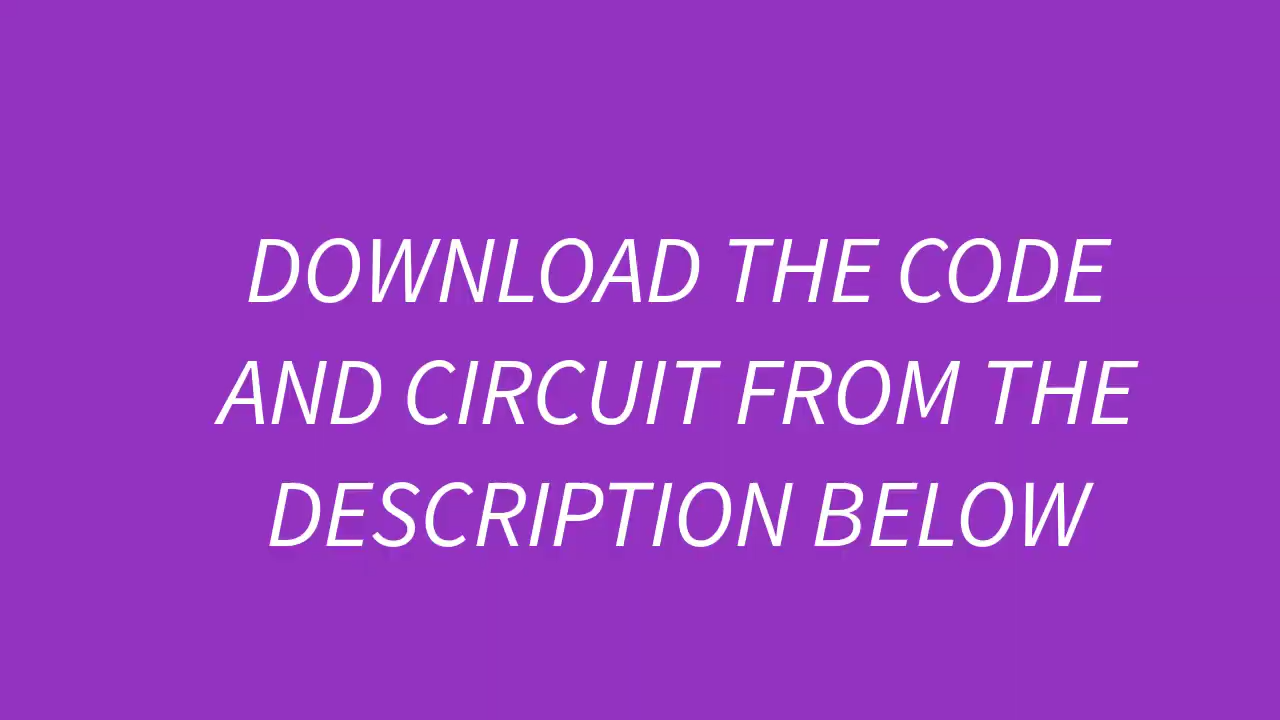 DOWNLOAD THE CODE
AND CIRCUIT FROM THE
DESCRIPTION BELOW